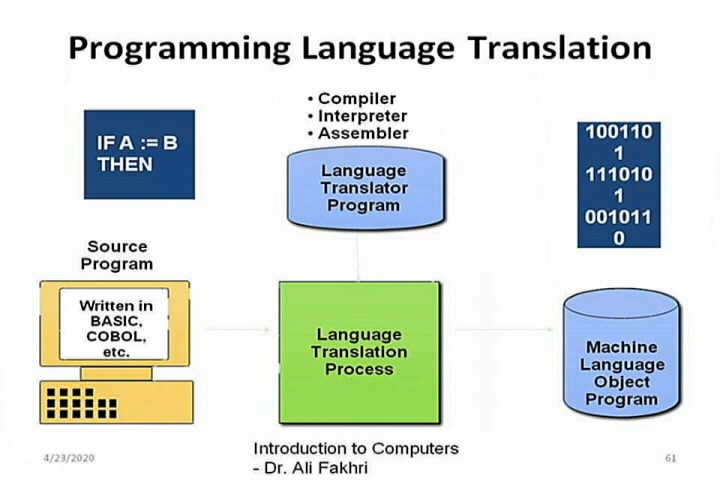 Programming Language Translation
• Compiler
• Interpreter
• Assembler
IF A := B
THEN
Language
Translator
Program
100110
1
111010
1
001011
0
Source
Program
Written in
BASIC,
COBOL,
etc.
Language
Translation
Process
Machine
Language
Object
Program
4/23/2020
Introduction to Computers
- Dr. Ali Fakhri
61